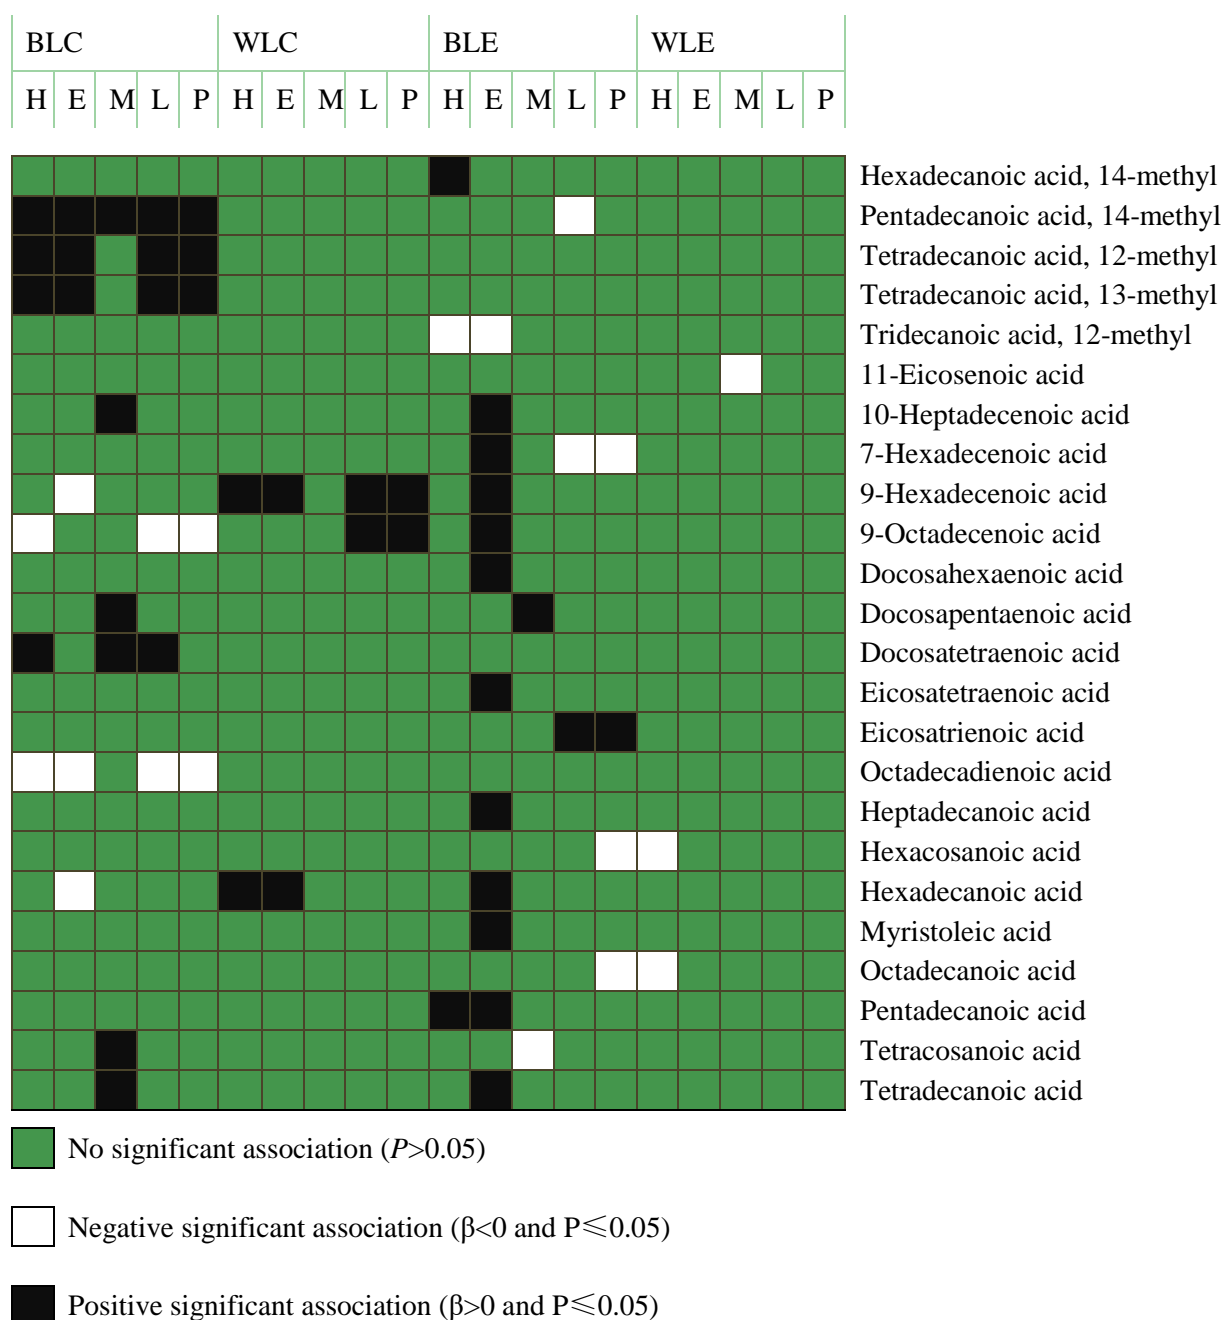 BLC WLC BLE WLE
H E M L P H E M L P H E M L P H E M L P
Hexadecanoic acid, 14-methyl
Pentadecanoic acid, 14-methyl
Tetradecanoic acid, 12-methyl
Tetradecanoic acid, 13-methyl
Tridecanoic acid, 12-methyl
11-Eicosenoic acid
10-Heptadecenoic acid
7-Hexadecenoic acid
9-Hexadecenoic acid
9-Octadecenoic acid
Docosahexaenoic acid
Docosapentaenoic acid
Docosatetraenoic acid
Eicosatetraenoic acid
Eicosatrienoic acid
Octadecadienoic acid
Heptadecanoic acid
Hexacosanoic acid
Hexadecanoic acid
Myristoleic acid
Octadecanoic acid
Pentadecanoic acid
Tetracosanoic acid
Tetradecanoic acid
No significant association (P>0.05)
Negative significant association (β<0 and P≤0.05)
Positive significant association (β>0 and P≤0.05)